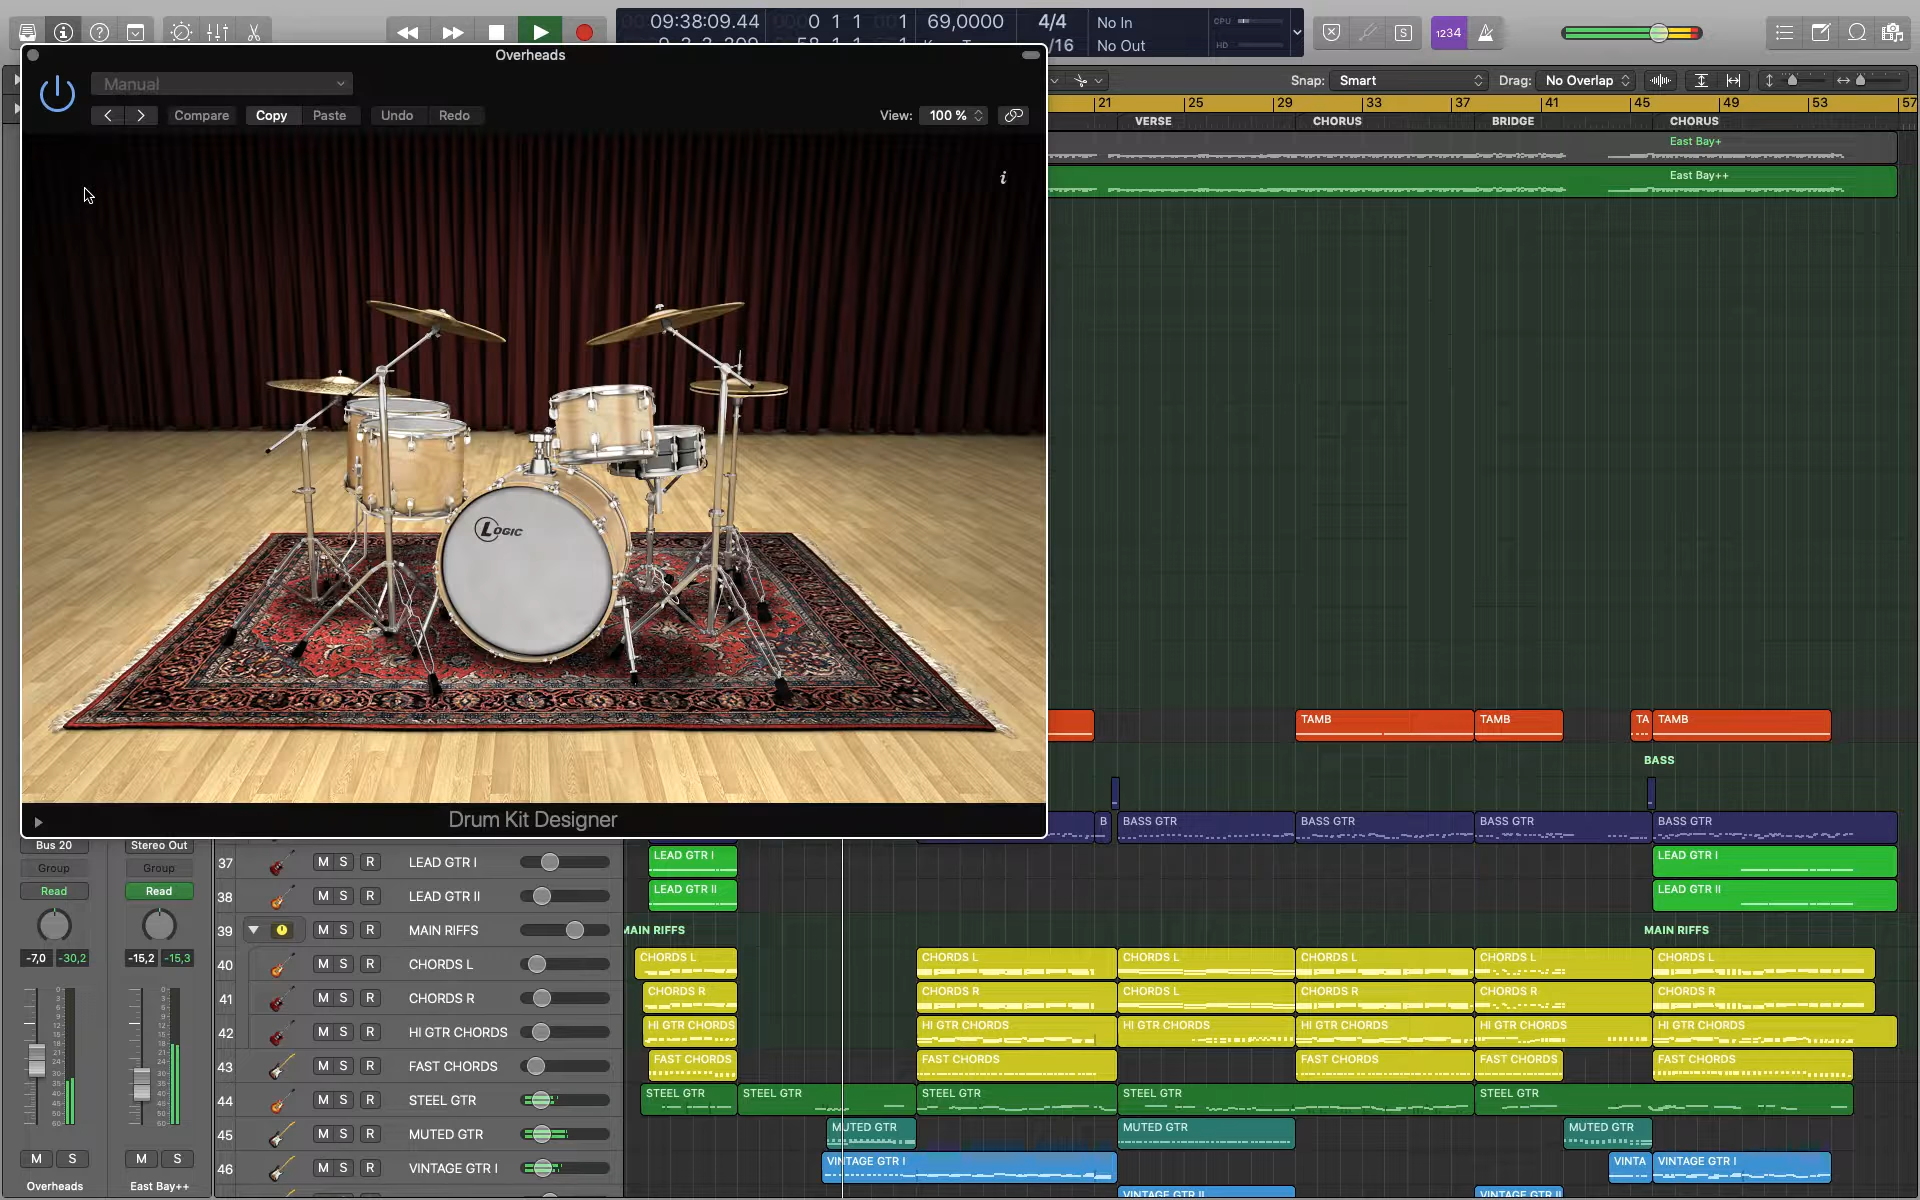 09:38:09.44
0 1 1 1
69,0000
4/4
/16
No In
No Out
CPU
HD
1234
Overheads
Manual
Compare
Copy
Paste
Undo
Redo
View:
100 %
Snap:
Smart
Drag:
No Overlap
21
25
29
33
37
41
45
49
53
57
VERSE
CHORUS
BRIDGE
CHORUS
East Bay+
East Bay++
i
LOGIC
Drum Kit Designer
TAMB
TAMB
TA
TAMB
BASS
B
BASS GTR
BASS GTR
BASS GTR
BASS GTR
Bus 20
Stereo Out
Group
Group
Read
Read
-7,0
-30,2
-15,2
-15,3
M S
M S
Overheads
East Bay++
37 M S R LEAD GTR I
LEAD GTR I
LEAD GTR I
38 M S R LEAD GTR II
LEAD GTR II
LEAD GTR II
39 M S R MAIN RIFFS
MAIN RIFFS
MAIN RIFFS
40 M S R CHORDS L
CHORDS L
CHORDS L
CHORDS L
CHORDS L
CHORDS L
CHORDS L
41 M S R CHORDS R
CHORDS R
CHORDS R
CHORDS L
CHORDS R
CHORDS R
CHORDS R
42 M S R HI GTR CHORDS
HI GTR CHORDS
HI GTR CHORDS
HI GTR CHORDS
HI GTR CHORDS
HI GTR CHORDS
HI GTR CHORDS
43 M S R FAST CHORDS
FAST CHORDS
FAST CHORDS
FAST CHORDS
FAST CHORDS
FAST CHORDS
44 M S R STEEL GTR
STEEL GTR
STEEL GTR
STEEL GTR
STEEL GTR
STEEL GTR
45 M S R MUTED GTR
MUTED GTR
MUTED GTR
MUTED GTR
46 M S R VINTAGE GTR I
VINTAGE GTR I
VINTA
VINTAGE GTR I
VINTAGE GTR II
VINTAGE GTR II